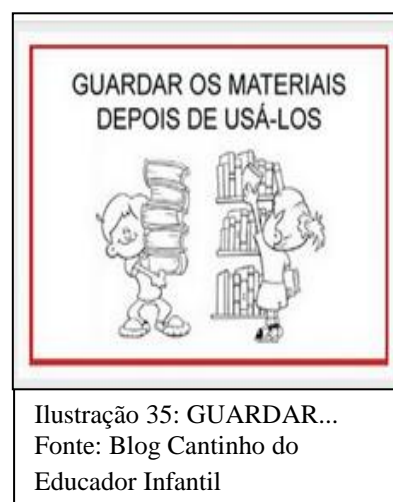 GUARDAR OS MATERIAIS
DEPOIS DE USÁ-LOS
Ilustração 35: GUARDAR...
Fonte: Blog Cantinho do
Educador Infantil